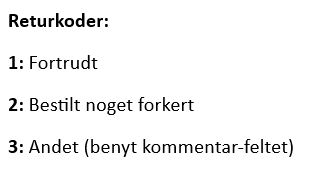 Returkoder:
1: Fortrudt
2: Bestilt noget forkert
3: Andet (benyt kommentar-feltet)